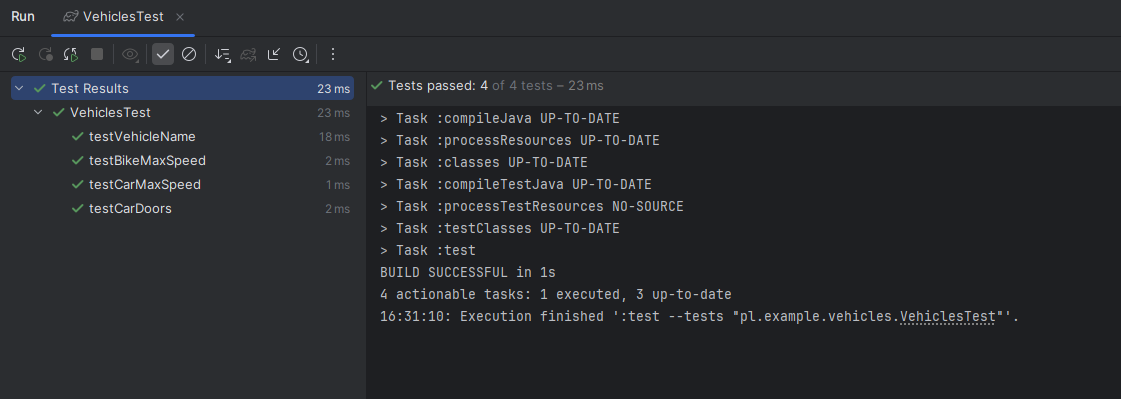 Run VehiclesTest
Test Results 23 ms
VehiclesTest 23 ms
testVehicleName 18 ms
testBikeMaxSpeed 2 ms
testCarMaxSpeed 1 ms
testCarDoors 2 ms
Tests passed: 4 of 4 tests – 23 ms
> Task :compileJava UP-TO-DATE
> Task :processResources UP-TO-DATE
> Task :classes UP-TO-DATE
> Task :compileTestJava UP-TO-DATE
> Task :processTestResources NO-SOURCE
> Task :testClasses UP-TO-DATE
> Task :test
BUILD SUCCESSFUL in 1s
4 actionable tasks: 1 executed, 3 up-to-date
16:31:10: Execution finished ':test --tests "pl.example.vehicles.VehiclesTest"'.